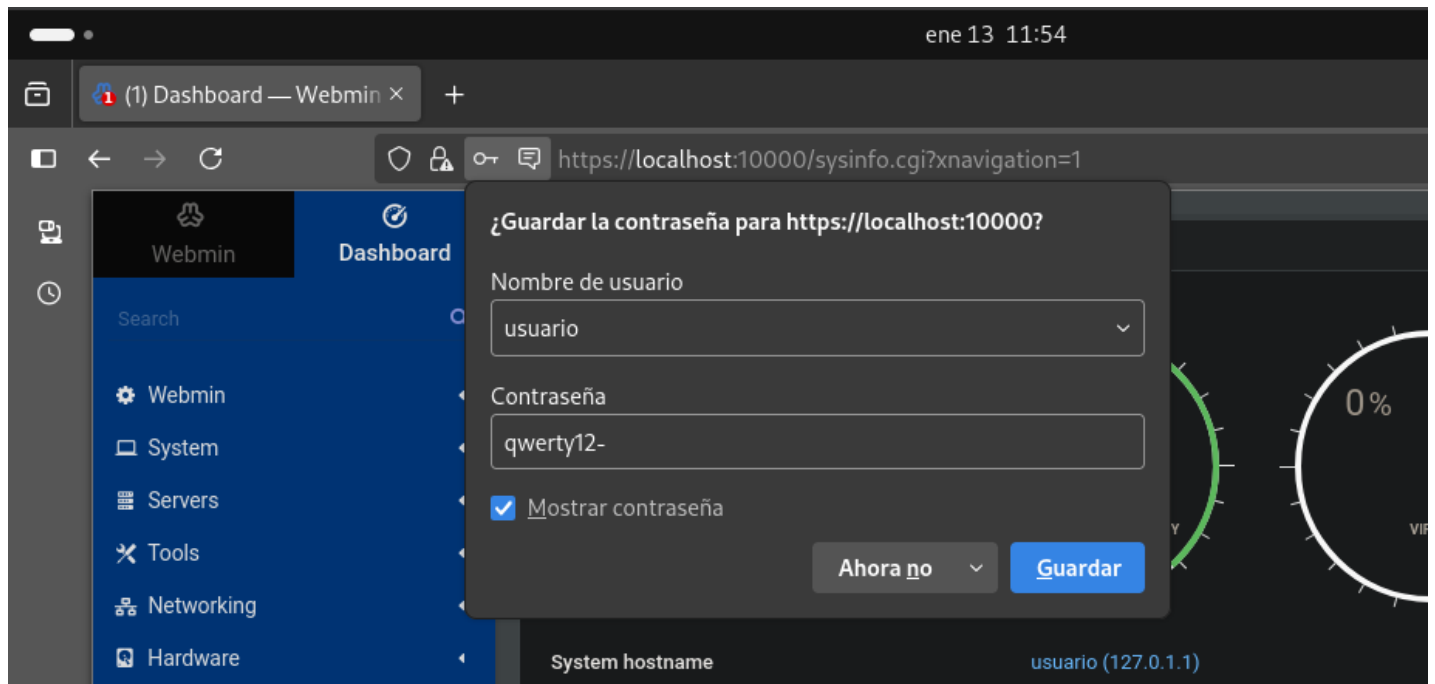 ene 13 11:54
(1) Dashboard — Webmin
https://localhost:10000/sysinfo.cgi?xnavigation=1
Webmin
Dashboard
Search
Webmin
System
Servers
Tools
Networking
Hardware
¿Guardar la contraseña para https://localhost:10000?
Nombre de usuario
usuario
Contraseña
qwerty12-
Mostrar contraseña
Ahora no
Guardar
0%
Y
VIF
System hostname
usuario (127.0.1.1)